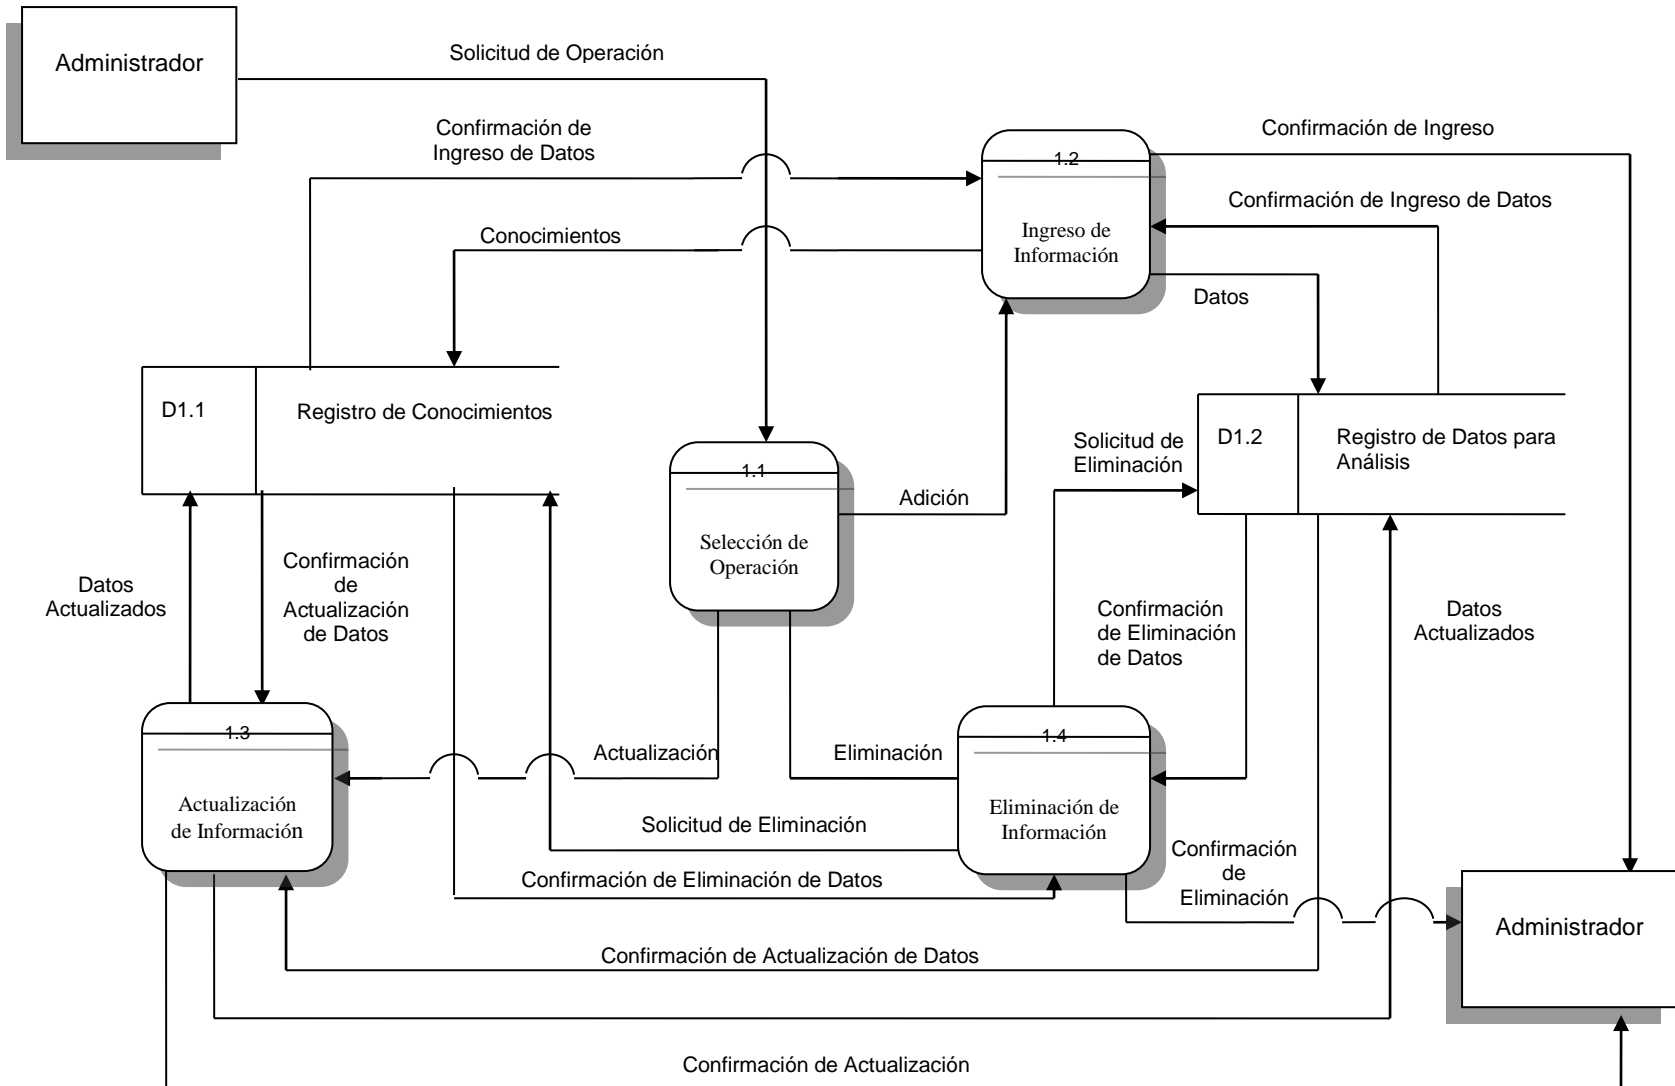 Administrador
Solicitud de Operación
Confirmación de
Ingreso de Datos
Confirmación de Ingreso
1.2
Confirmación de Ingreso de Datos
Conocimientos
Ingreso de
Información
Datos
D1.1
Registro de Conocimientos
Solicitud de
Eliminación
D1.2
Registro de Datos para
Análisis
1.1
Adición
Selección de
Operación
Datos
Actualizados
Confirmación
de
Actualización
de Datos
Confirmación
de Eliminación
de Datos
Datos
Actualizados
1.3
Actualización
Eliminación
1.4
Actualización
de Información
Solicitud de Eliminación
Eliminación de
Información
Confirmación
de
Eliminación
Confirmación de Eliminación de Datos
Administrador
Confirmación de Actualización de Datos
Confirmación de Actualización